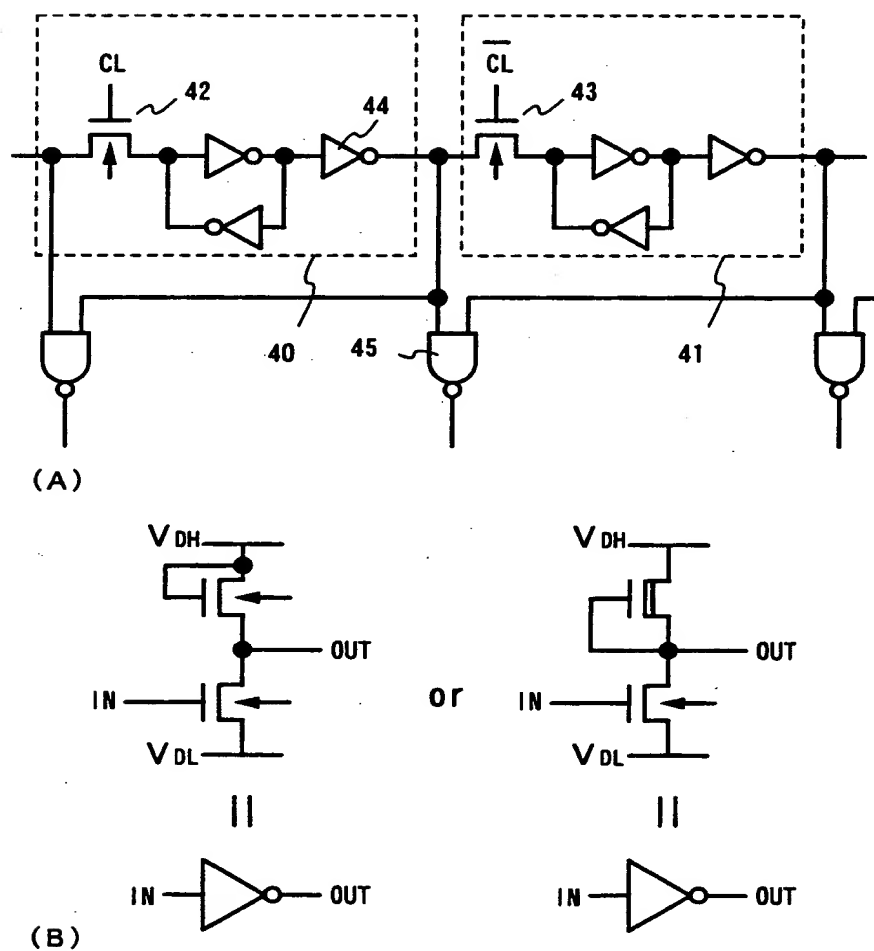 CL
42
44
C̅L̅
43
40
45
41
(A)
VDH
OUT
IN
VDL
or
VDH
OUT
IN
VDL
=
IN
OUT
=
IN
OUT
(B)